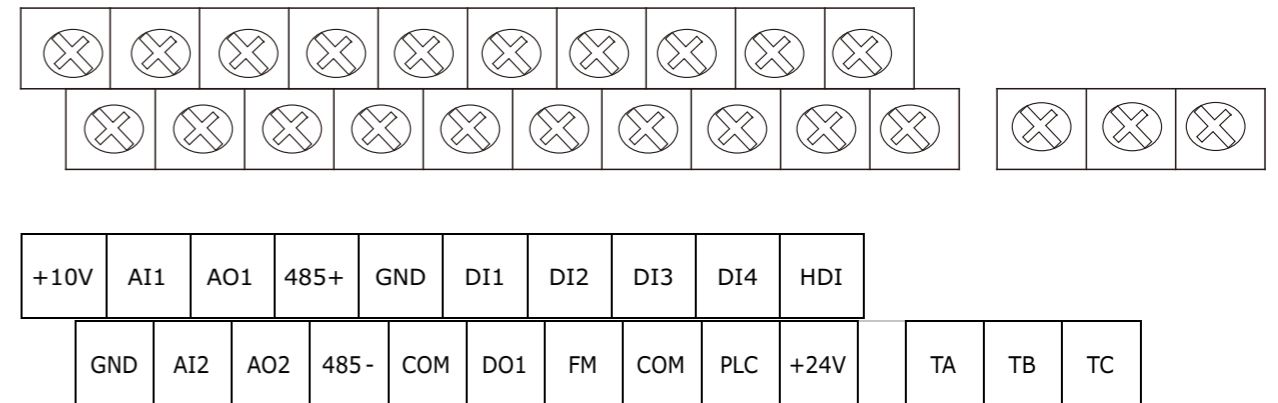 +10V AI1 AO1 485+ GND DI1 DI2 DI3 DI4 HDI
GND AI2 AO2 485- COM DO1 FM COM PLC +24V TA TB TC